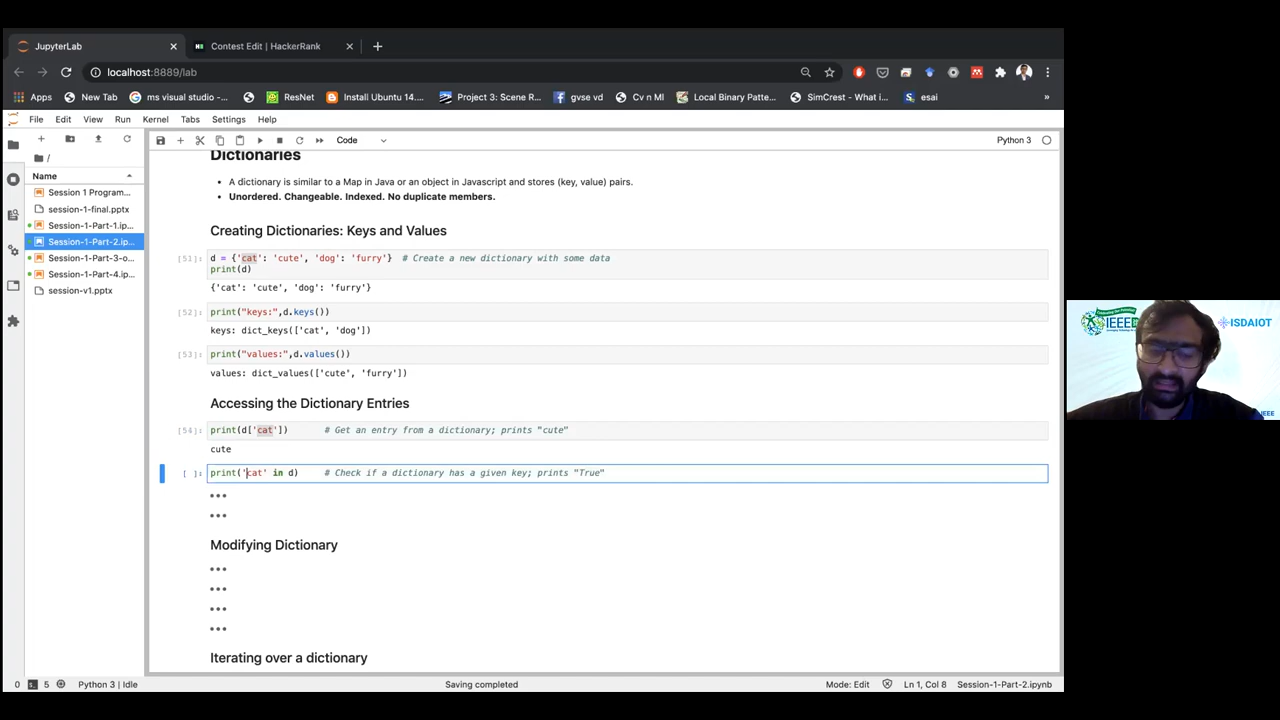 JupyterLab
Contest Edit | HackerRank
localhost:8889/lab
Apps
New Tab
ms visual studio -...
ResNet
Install Ubuntu 14....
Project 3: Scene R...
gvse vd
Cv n Ml
Local Binary Patte...
SimCrest - What i...
esai
»
File Edit View Run Kernel Tabs Settings Help
Code
Python 3
/
Name
Session 1 Program...
session-1-final.pptx
Session-1-Part-1.ip...
Session-1-Part-2.ip...
Session-1-Part-3-o...
Session-1-Part-4.ip...
session-v1.pptx
Dictionaries
• A dictionary is similar to a Map in Java or an object in Javascript and stores (key, value) pairs.
• Unordered. Changeable. Indexed. No duplicate members.
Creating Dictionaries: Keys and Values
[51]: d = {'cat': 'cute', 'dog': 'furry'}  # Create a new dictionary with some data
print(d)
{'cat': 'cute', 'dog': 'furry'}
[52]: print("keys:",d.keys())
keys: dict_keys(['cat', 'dog'])
[53]: print("values:",d.values())
values: dict_values(['cute', 'furry'])
Accessing the Dictionary Entries
[54]: print(d['cat'])      # Get an entry from a dictionary; prints "cute"
cute
[ ]: print('cat' in d)     # Check if a dictionary has a given key; prints "True"
Modifying Dictionary
Iterating over a dictionary
0
5
Python 3 | Idle
Saving completed
Mode: Edit
Ln 1, Col 8
Session-1-Part-2.ipynb
IEEE
ISDAIOT
IEEE